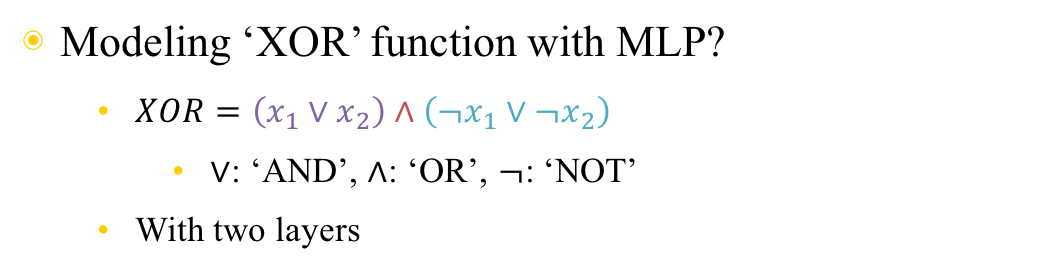 Modeling ‘XOR’ function with MLP?
XOR = (x₁ ∨ x₂) ∧ (¬x₁ ∨ ¬x₂)
∨: ‘AND’, ∧: ‘OR’, ¬: ‘NOT’
With two layers